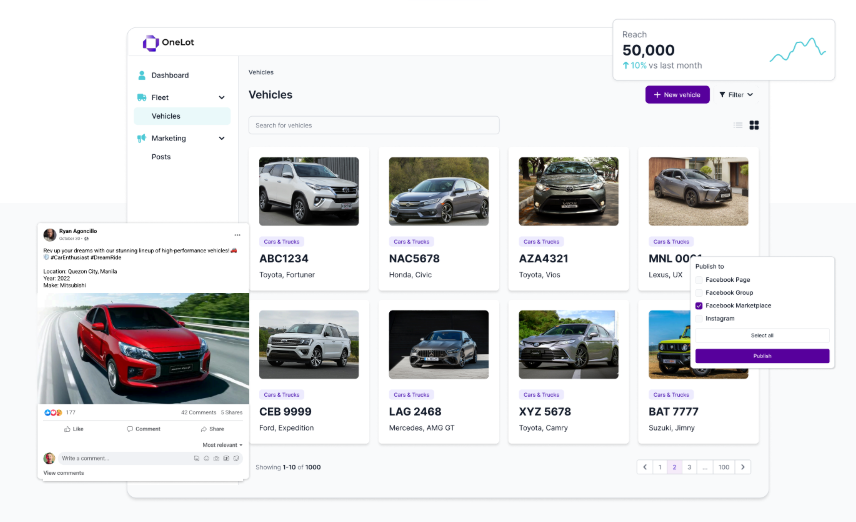 OneLot
Reach
50,000
↑ 10% vs last month
Dashboard
Fleet
Vehicles
Marketing
Posts
Vehicles
Vehicles
+ New vehicle
Filter
Search for vehicles
Cars & Trucks
ABC1234
Toyota, Fortuner
Cars & Trucks
NAC5678
Honda, Civic
Cars & Trucks
AZA4321
Toyota, Vios
Cars & Trucks
MNL
Lexus, UX
Publish to
Facebook Page
Facebook Group
Facebook Marketplace
Instagram
Select all
Publish
Cars & Trucks
CEB 9999
Ford, Expedition
Cars & Trucks
LAG 2468
Mercedes, AMG GT
Cars & Trucks
XYZ 5678
Toyota, Camry
Cars & Trucks
BAT 7777
Suzuki, Jimny
Showing 1-10 of 1000
1 2 3 ... 100
Ryan Agoncillo
Rev up your dreams with our stunning lineup of high-performance vehicles!
#CarEnthusiast #DreamRide
Location: Quezon City, Manila
Year: 2022
Make: Mitsubishi
177
42 Comments 5 Shares
Like Comment Share
Most relevant
Write a comment...
View comments